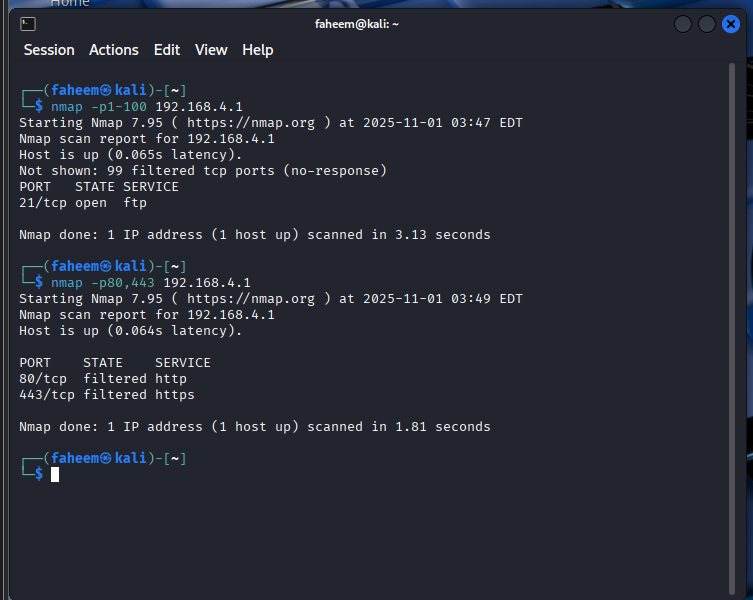 Home
faheem@kali: ~
Session Actions Edit View Help
┌──(faheem㉿kali)-[~]
└─$ nmap -p1-100 192.168.4.1
Starting Nmap 7.95 ( https://nmap.org ) at 2025-11-01 03:47 EDT
Nmap scan report for 192.168.4.1
Host is up (0.065s latency).
Not shown: 99 filtered tcp ports (no-response)
PORT   STATE SERVICE
21/tcp open  ftp
Nmap done: 1 IP address (1 host up) scanned in 3.13 seconds
┌──(faheem㉿kali)-[~]
└─$ nmap -p80,443 192.168.4.1
Starting Nmap 7.95 ( https://nmap.org ) at 2025-11-01 03:49 EDT
Nmap scan report for 192.168.4.1
Host is up (0.064s latency).
PORT    STATE    SERVICE
80/tcp  filtered http
443/tcp filtered https
Nmap done: 1 IP address (1 host up) scanned in 1.81 seconds
┌──(faheem㉿kali)-[~]
└─$